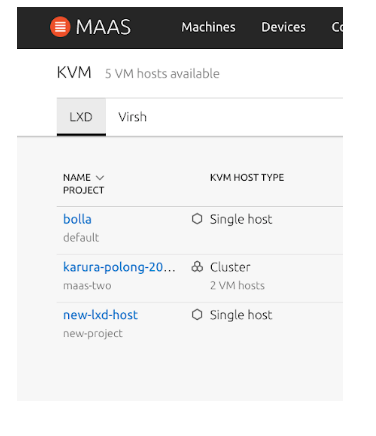 MAAS Machines Devices Co
KVM 5 VM hosts available
LXD Virsh
NAME KVM HOST TYPE
PROJECT
bolla Single host
default
karura-polong-20... Cluster
maas-two 2 VM hosts
new-lxd-host Single host
new-project